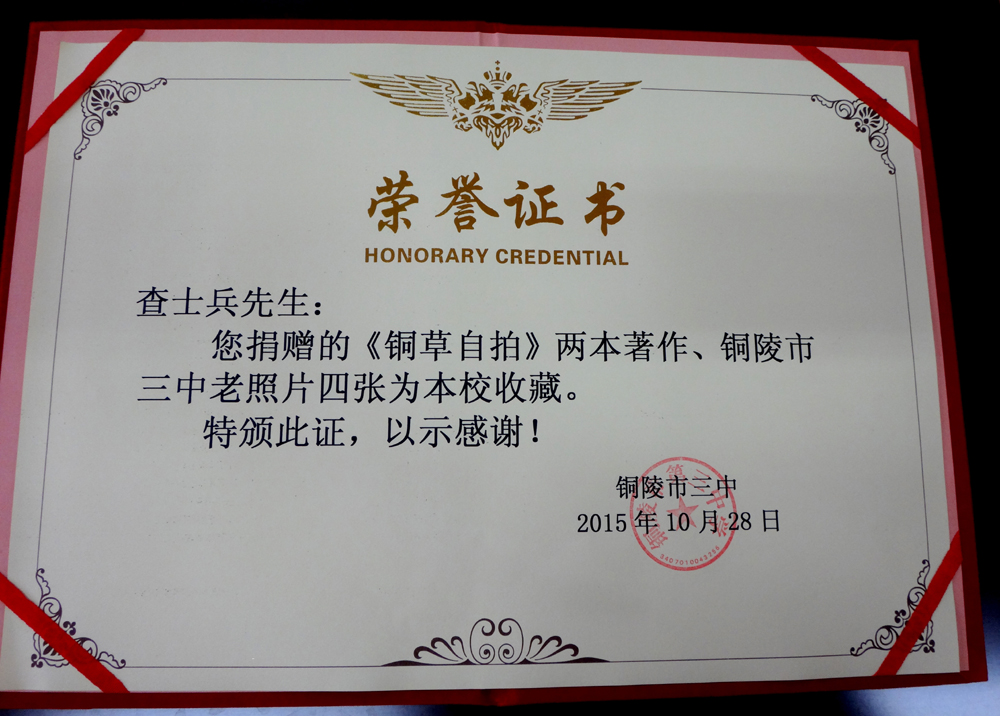 荣誉证书
HONORARY CREDENTIAL
查士兵先生：
您捐赠的《铜草自拍》两本著作、铜陵市
三中老照片四张为本校收藏。
特颁此证，以示感谢！
铜陵市三中
2015年10月28日